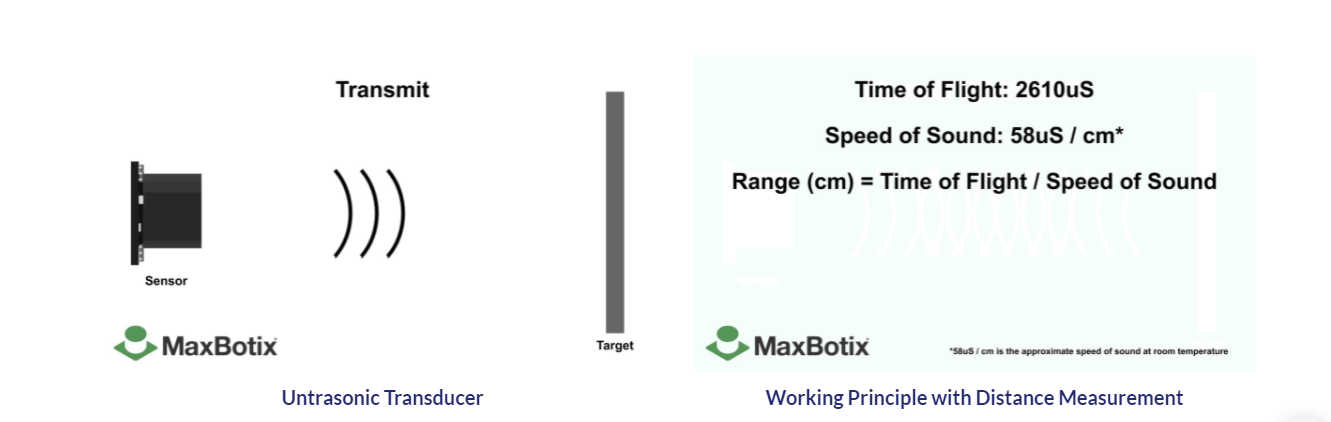 Transmit
Sensor
MaxBotix
Target
Untrasonic Transducer
Time of Flight: 2610uS
Speed of Sound: 58uS / cm*
Range (cm) = Time of Flight / Speed of Sound
MaxBotix
*58uS / cm is the approximate speed of sound at room temperature
Working Principle with Distance Measurement